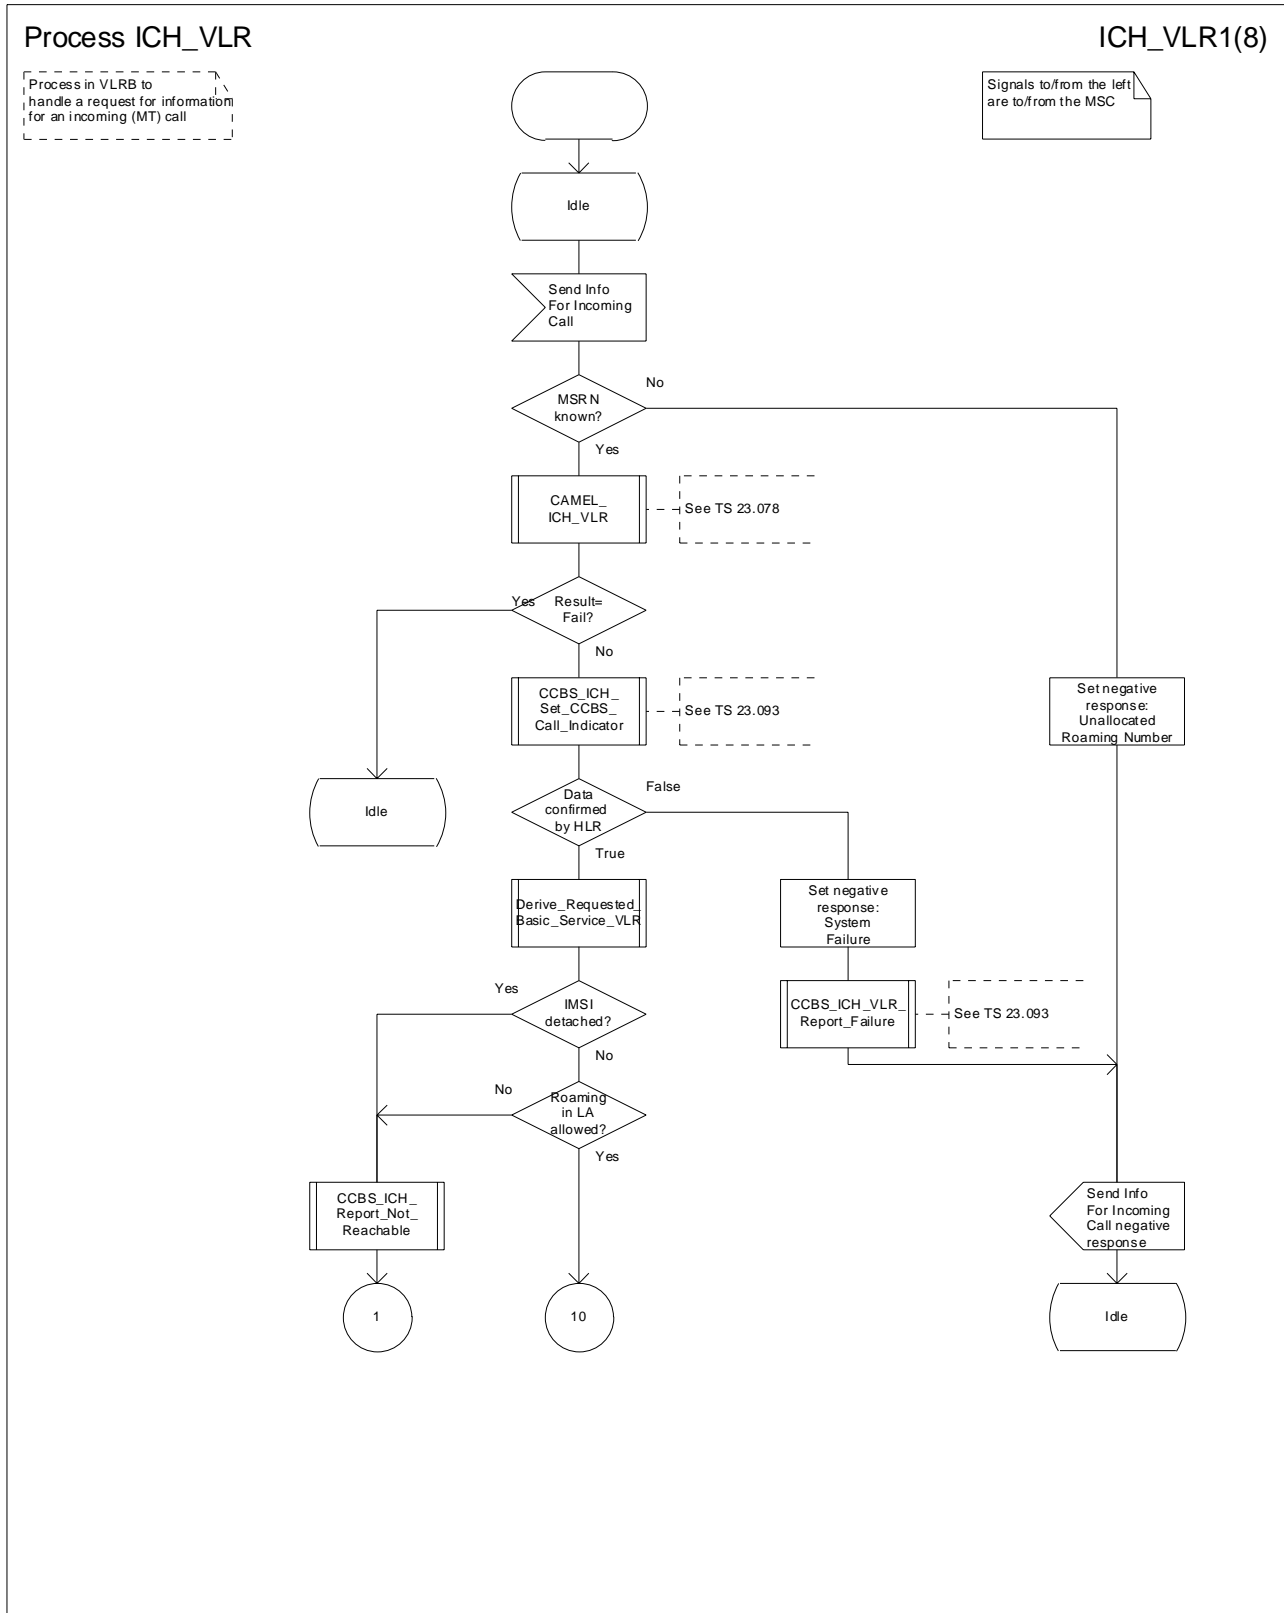 Process ICH_VLR
ICH_VLR1(8)
Process in VLRB to
handle a request for information
for an incoming (MT) call
Signals to/from the left
are to/from the MSC
Idle
Send Info
For Incoming
Call
No
MSRN
known?
Yes
CAMEL_
ICH_VLR
See TS 23.078
Yes
Result=
Fail?
No
CCBS_ICH_
Set_CCBS_
Call_Indicator
See TS 23.093
Set negative
response:
Unallocated
Roaming Number
Idle
Data
confirmed
by HLR
False
True
Derive_Requested_
Basic_Service_VLR
Set negative
response:
System
Failure
Yes
IMSI
detached?
No
CCBS_ICH_VLR_
Report_Failure
See TS 23.093
No
Roaming
in LA
allowed?
Yes
CCBS_ICH_
Report_Not_
Reachable
Send Info
For Incoming
Call negative
response
1
10
Idle